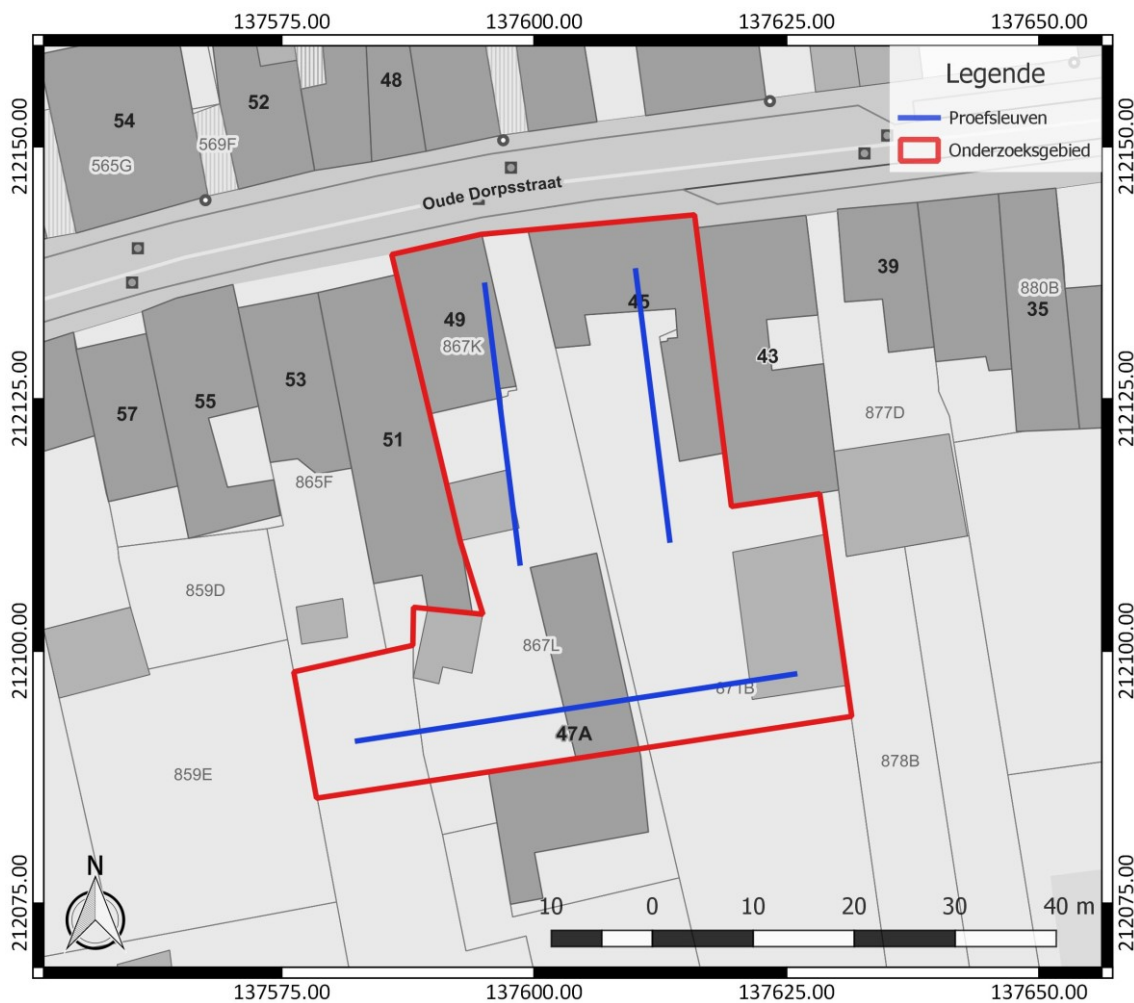 137575.00 137600.00 137625.00 137650.00
Legende
Proefsleuven
Onderzoeksgebied
212150.00 212150.00
48
52
54
569F
565G
Oude Dorpsstraat
39
880B
35
49
867K
45
43
53
51
55
57
877D
212125.00 212125.00
865F
859D
867L
212100.00 212100.00
871B
47A
859E
878B
N
212075.00 212075.00
10 0 10 20 30 40 m
137575.00 137600.00 137625.00 137650.00